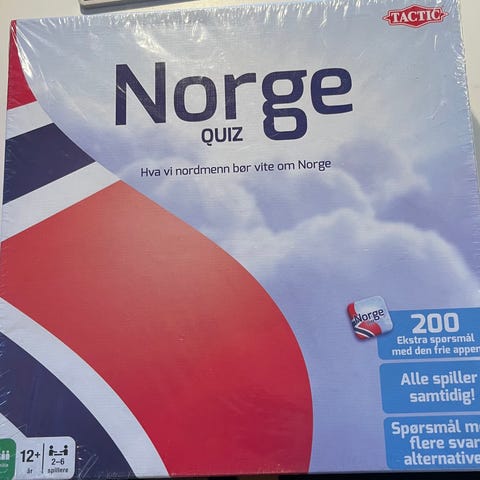 TACTIC
Norge
QUIZ
Hva vi nordmenn bør vite om Norge
Norge
200
Ekstra spørsmål
med den frie appen
Alle spiller
samtidig!
Spørsmål me
flere svar
alternative
12+
år
2-6
spillere